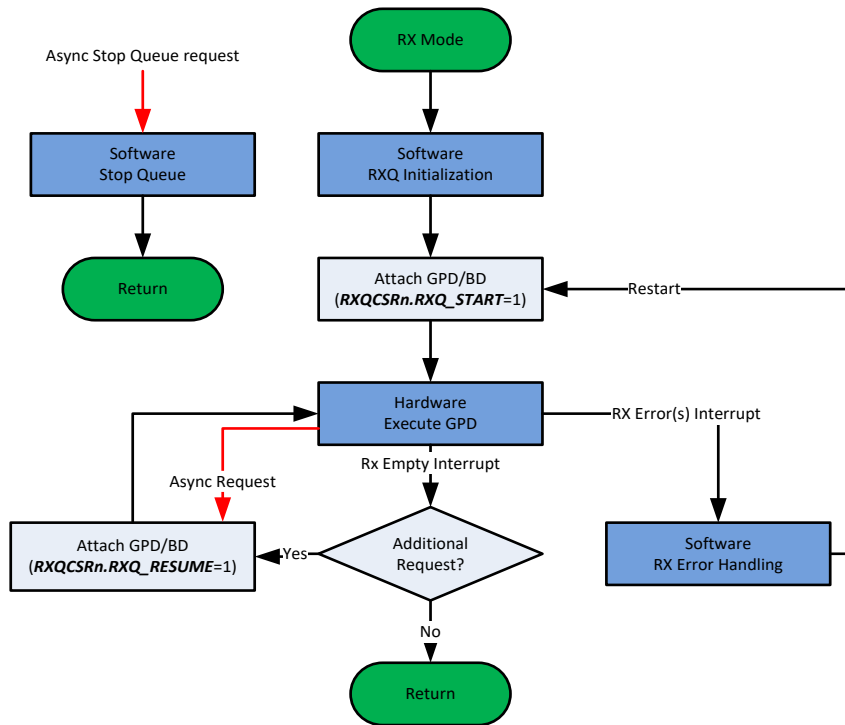 RX Mode
Async Stop Queue request
Software
Stop Queue
Software
RXQ Initialization
Return
Attach GPD/BD
(RXQCSRn.RXQ_START=1)
Restart
Hardware
Execute GPD
RX Error(s) Interrupt
Rx Empty Interrupt
Async Request
Attach GPD/BD
(RXQCSRn.RXQ_RESUME=1)
Yes
Additional
Request?
Software
RX Error Handling
No
Return